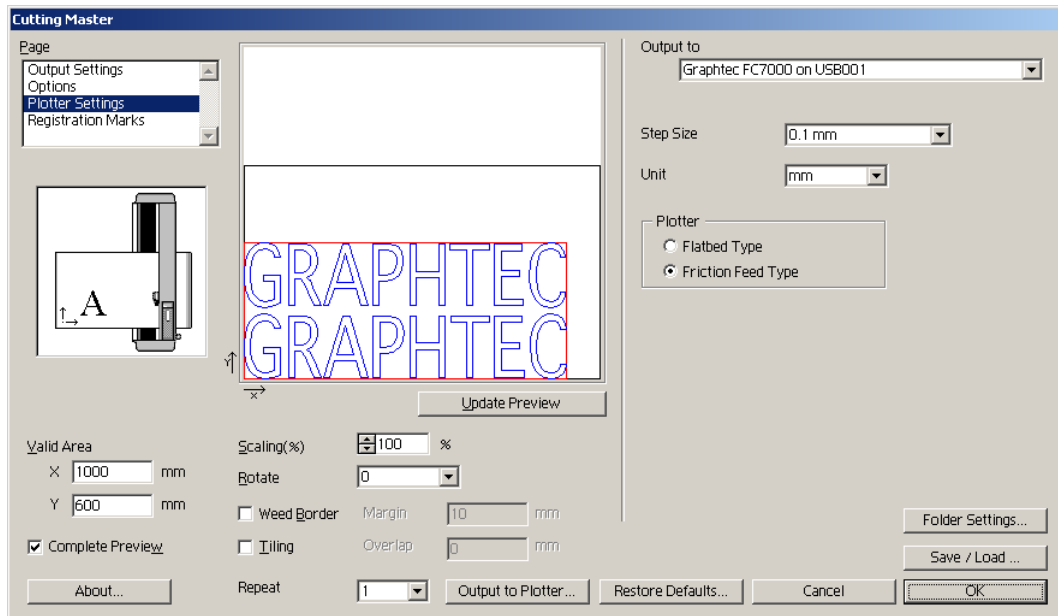 Cutting Master
Page
Output Settings
Options
Plotter Settings
Registration Marks
A
GRAPHTEC
GRAPHTEC
Y
X
Update Preview
Valid Area
X 1000 mm
Y 600 mm
Complete Preview
About...
Scaling(%) 100 %
Rotate 0
Weed Border Margin 10 mm
Tiling Overlap 0 mm
Repeat 1
Output to Plotter...
Output to
Graphtec FC7000 on USB001
Step Size 0.1 mm
Unit mm
Plotter
Flatbed Type
Friction Feed Type
Folder Settings...
Save / Load ...
Restore Defaults...
Cancel
OK